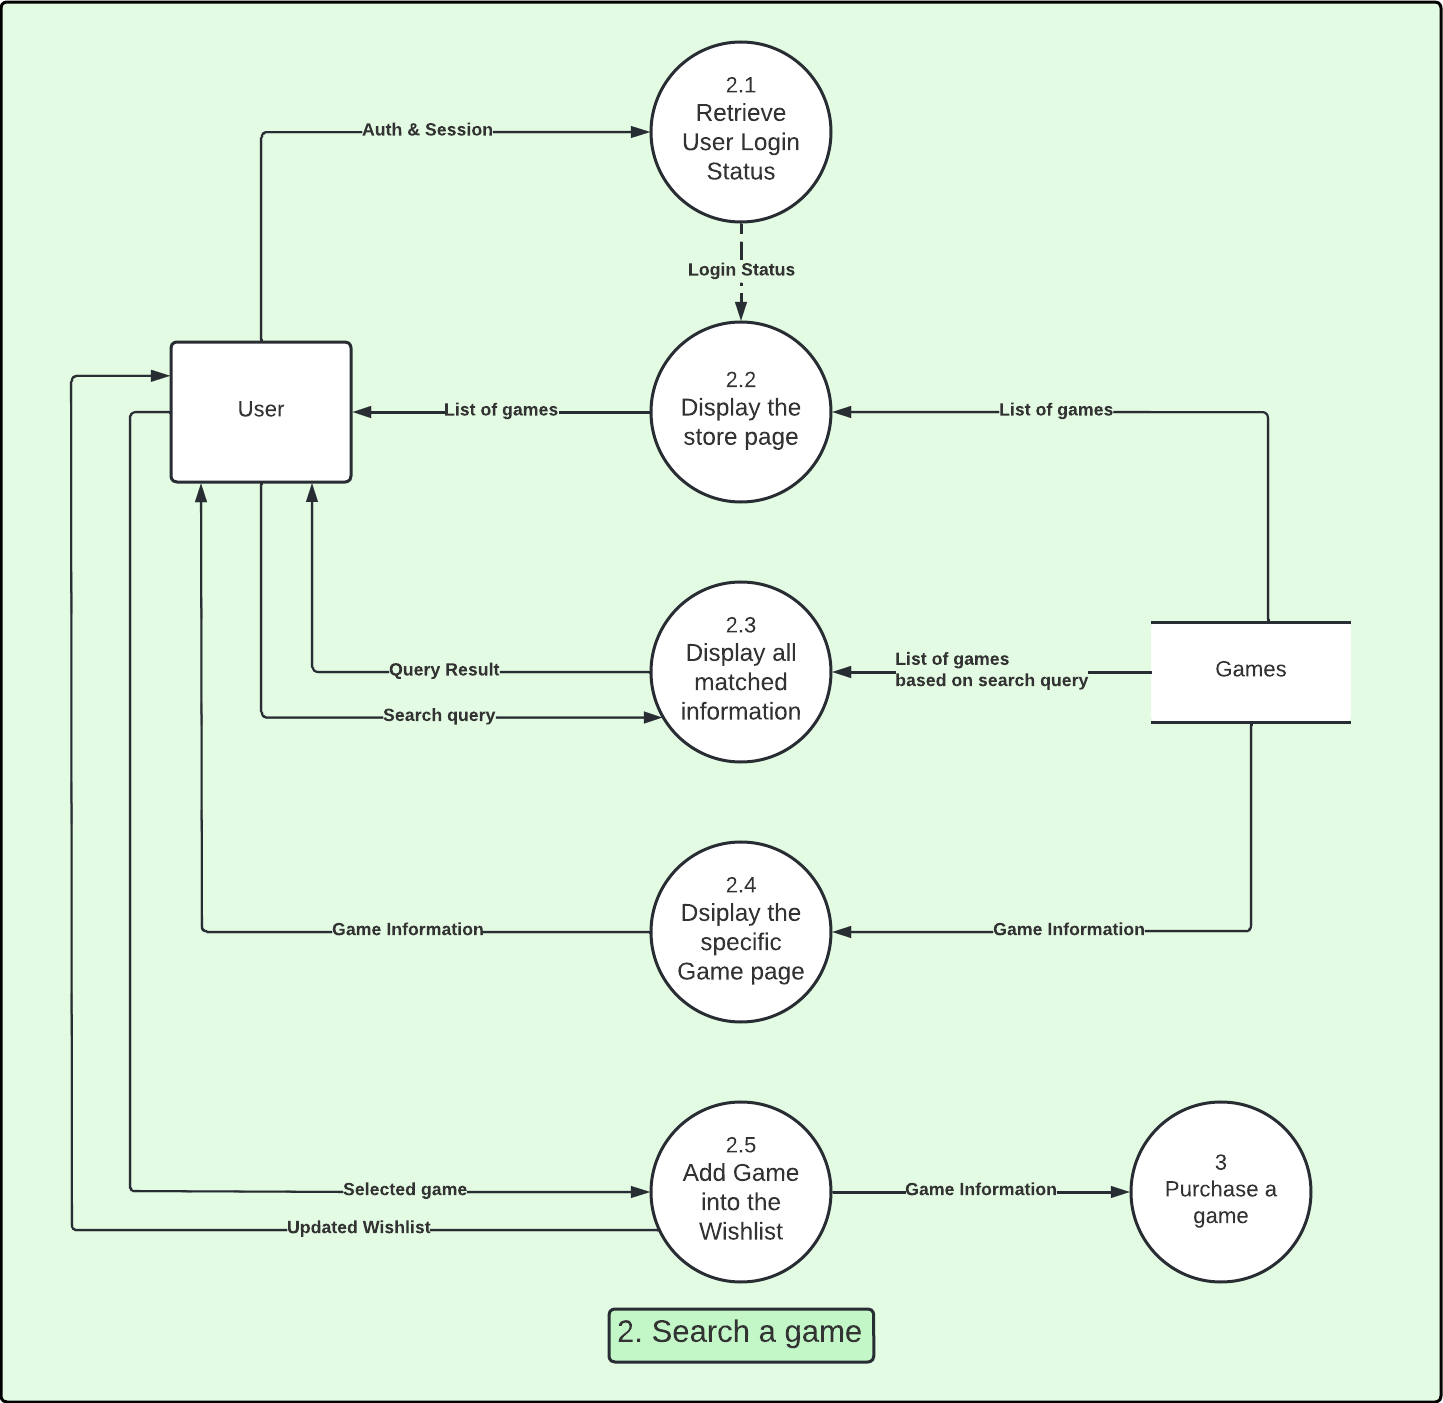 2.1
Retrieve
User Login
Status
Auth & Session
Login Status
User
List of games
2.2
Display the
store page
List of games
2.3
Display all
matched
information
Query Result
Search query
List of games
based on search query
Games
2.4
Dsiplay the
specific
Game page
Game Information
Game Information
2.5
Add Game
into the
Wishlist
Selected game
Updated Wishlist
Game Information
3
Purchase a
game
2. Search a game